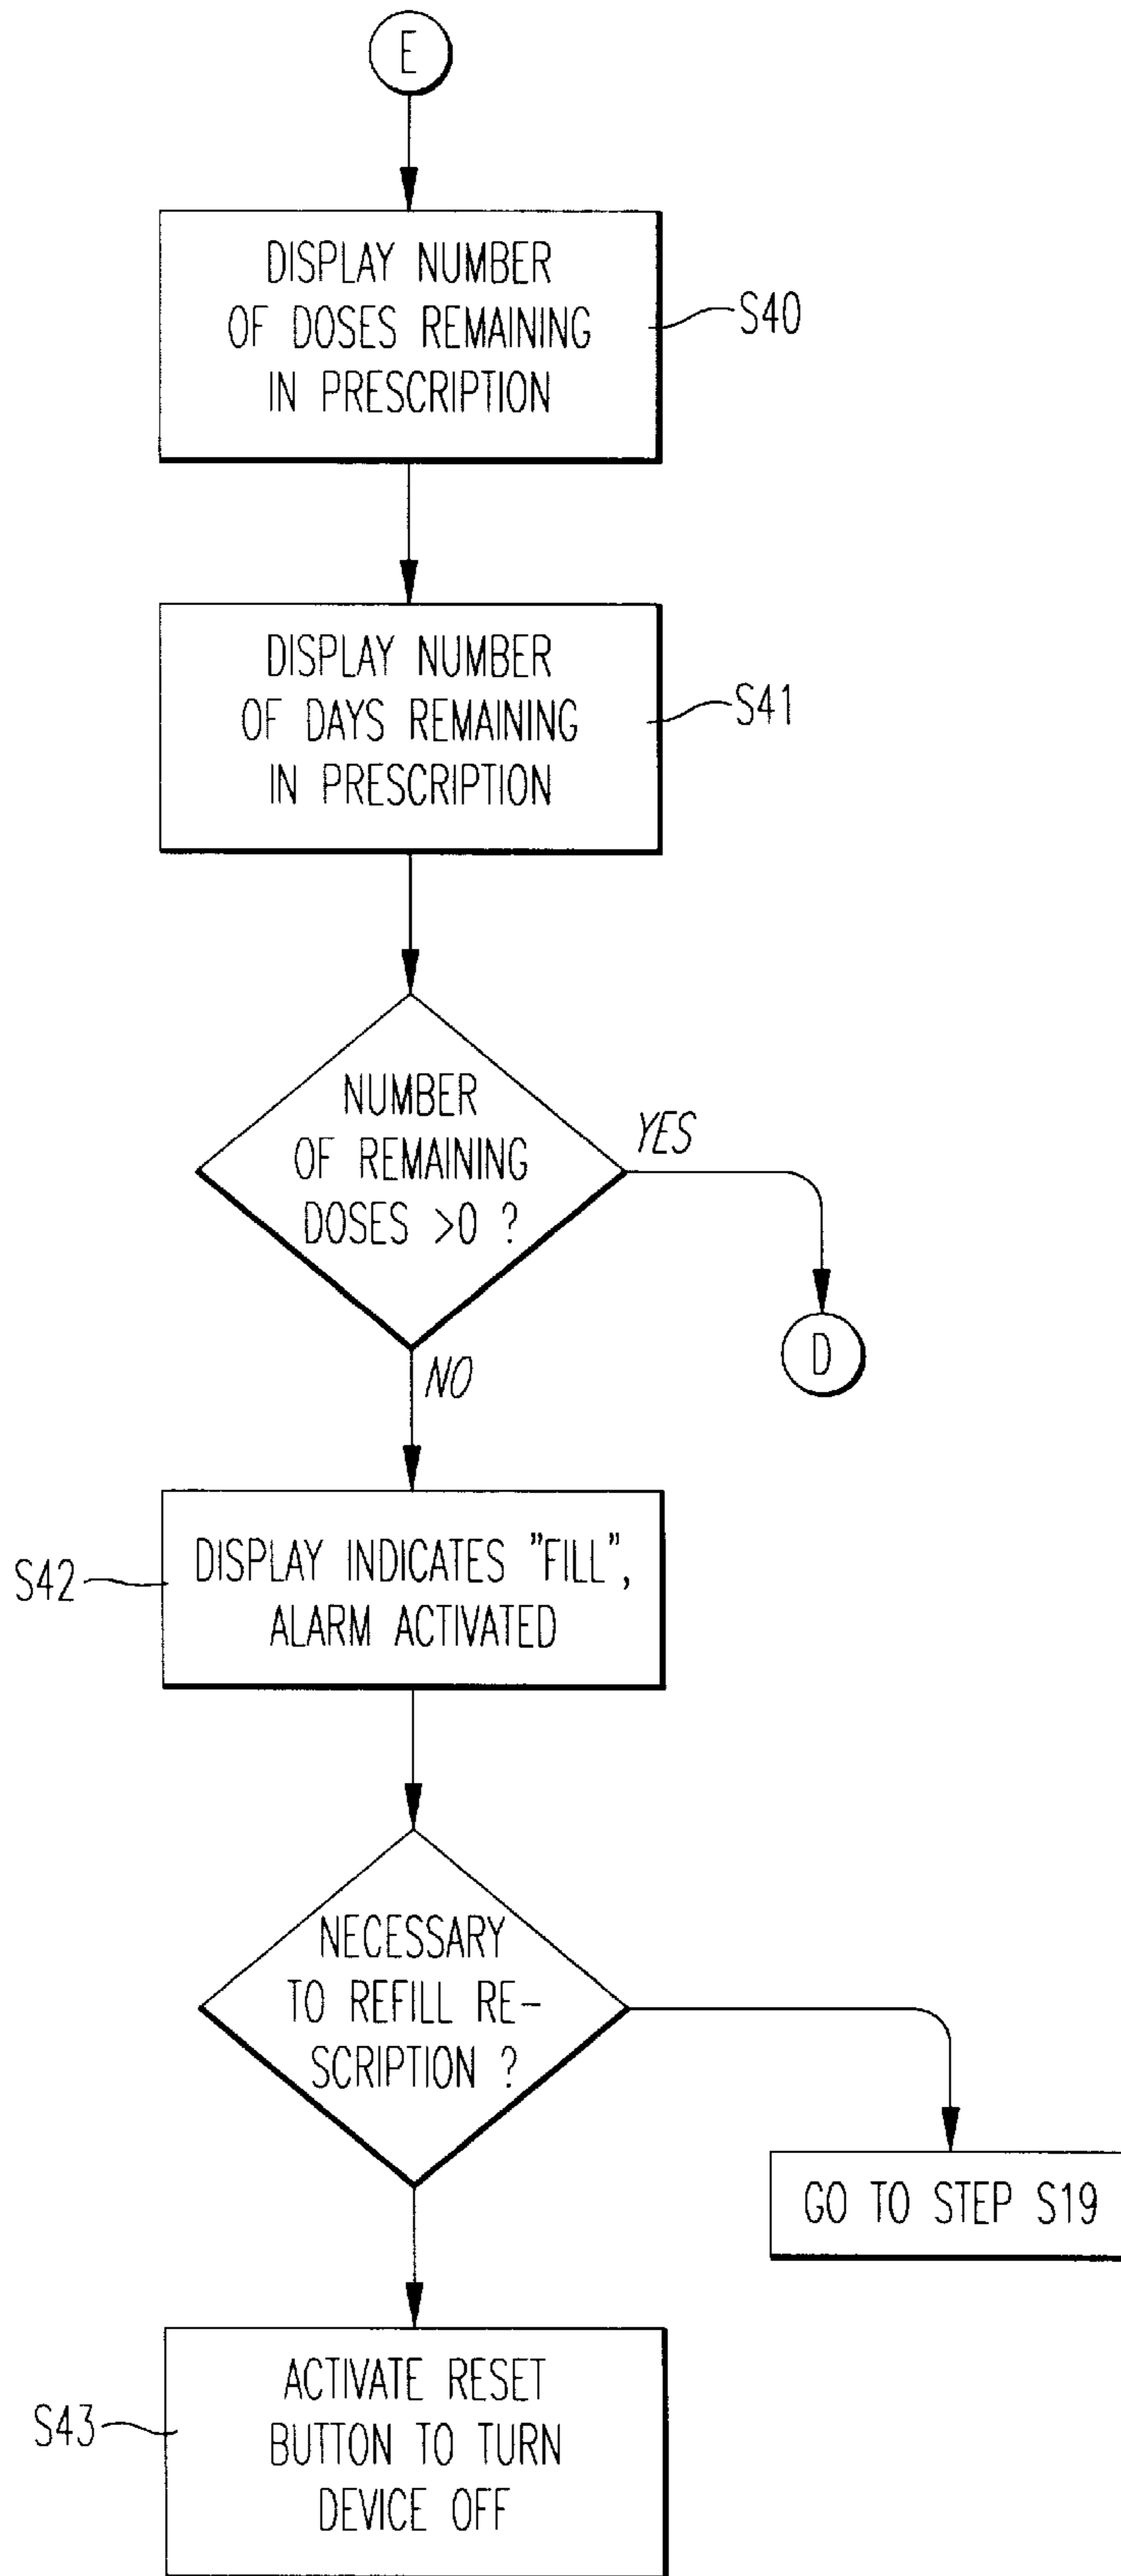 E
DISPLAY NUMBER
OF DOSES REMAINING
IN PRESCRIPTION
S40
DISPLAY NUMBER
OF DAYS REMAINING
IN PRESCRIPTION
S41
NUMBER
OF REMAINING
DOSES >0 ?
YES
D
NO
S42
DISPLAY INDICATES "FILL",
ALARM ACTIVATED
NECESSARY
TO REFILL RE-
SCRIPTION ?
GO TO STEP S19
S43
ACTIVATE RESET
BUTTON TO TURN
DEVICE OFF